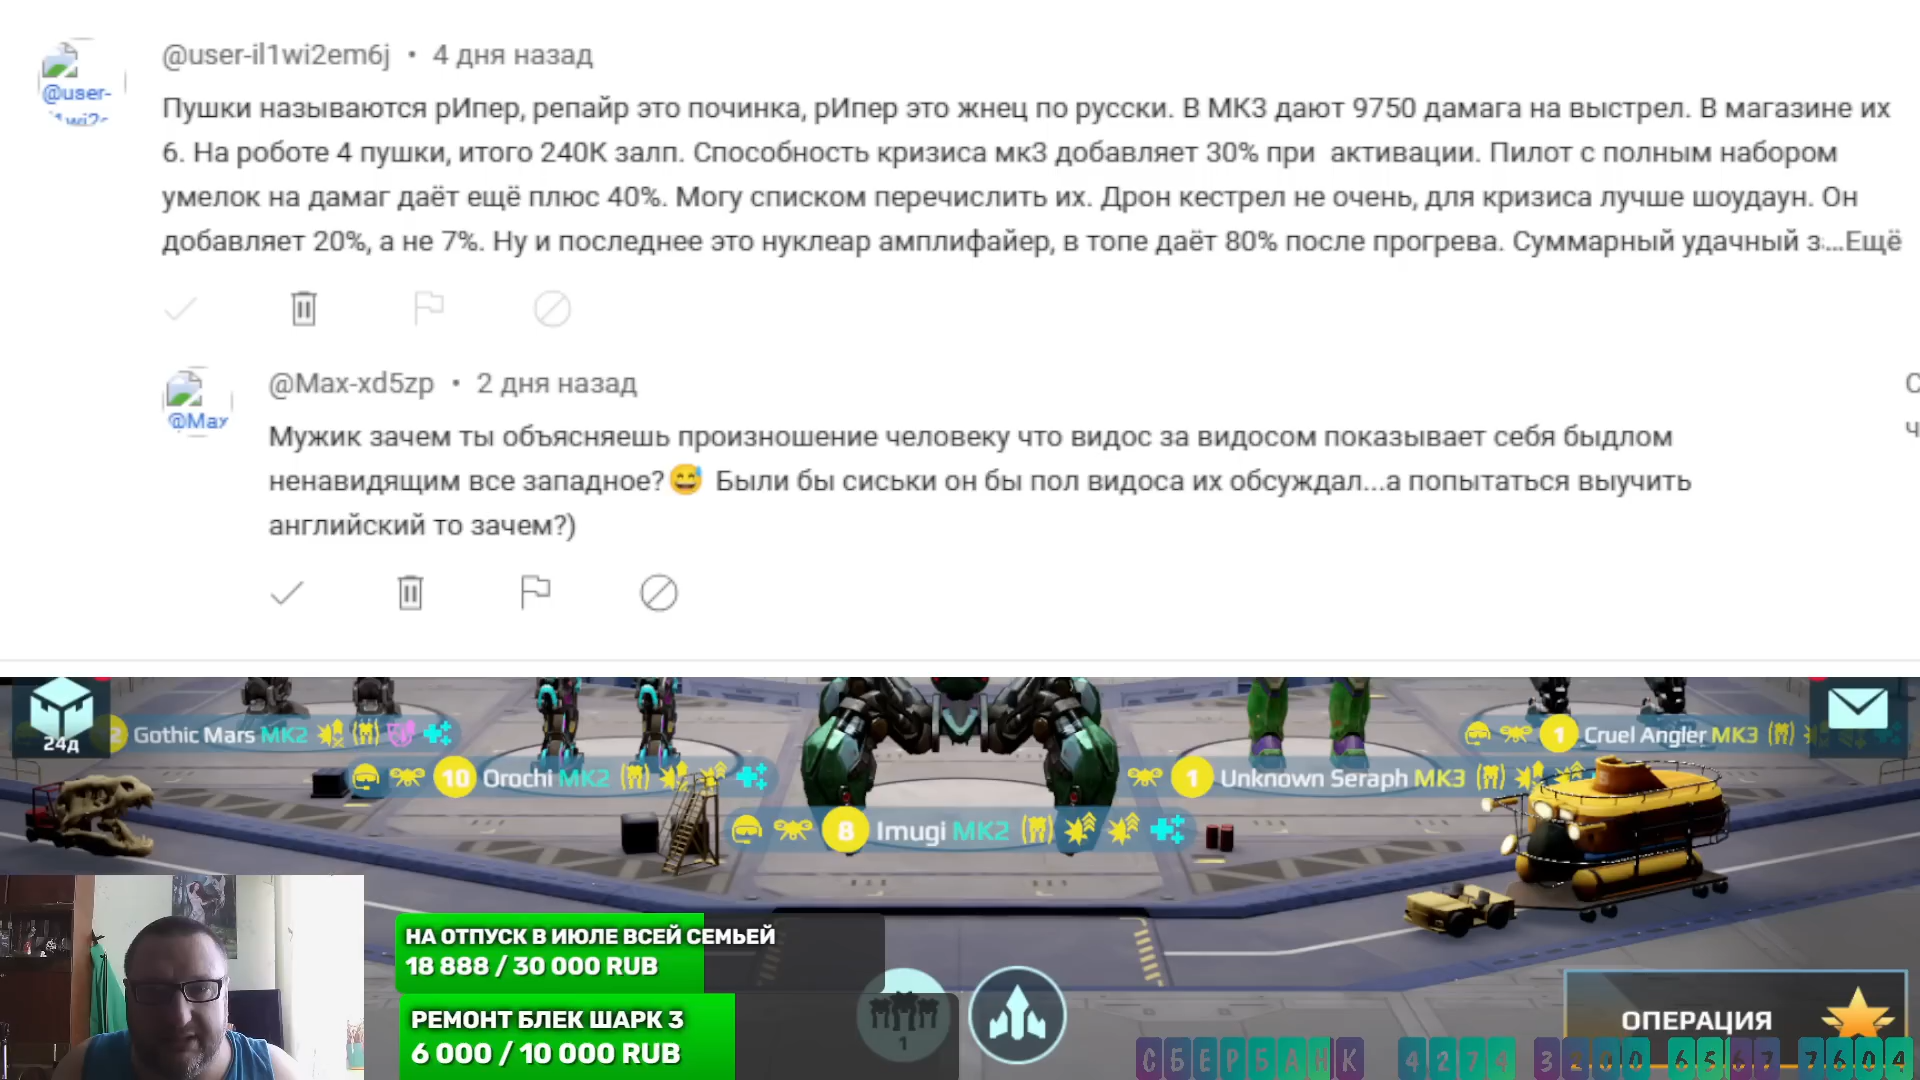 @user-il1wi2em6j • 4 дня назад
@user-
Пушки называются рИпер, репайр это починка, рИпер это жнец по русски. В МК3 дают 9750 дамага на выстрел. В магазине их
6. На роботе 4 пушки, итого 240К залп. Способность кризиса мк3 добавляет 30% при активации. Пилот с полным набором
умелок на дамаг даёт ещё плюс 40%. Могу списком перечислить их. Дрон кестрел не очень, для кризиса лучше шоудаун. Он
добавляет 20%, а не 7%. Ну и последнее это нуклеар амплифайер, в топе даёт 80% после прогрева. Суммарный удачный з...Ещё
@Max-xd5zp • 2 дня назад
@Max
Мужик зачем ты объясняешь произношение человеку что видос за видосом показывает себя быдлом
ненавидящим все западное?😅 Были бы сиськи он бы пол видоса их обсуждал...а попытаться выучить
английский то зачем?)
24д
2 Gothic Mars MK2
1 Cruel Angler MK3
10 Orochi MK2
1 Unknown Seraph MK3
8 Imugi MK2
НА ОТПУСК В ИЮЛЕ ВСЕЙ СЕМЬЕЙ
18 888 / 30 000 RUB
РЕМОНТ БЛЕК ШАРК 3
6 000 / 10 000 RUB
1
ОПЕРАЦИЯ
СБЕРБАНК 4274 3200 6567 7604